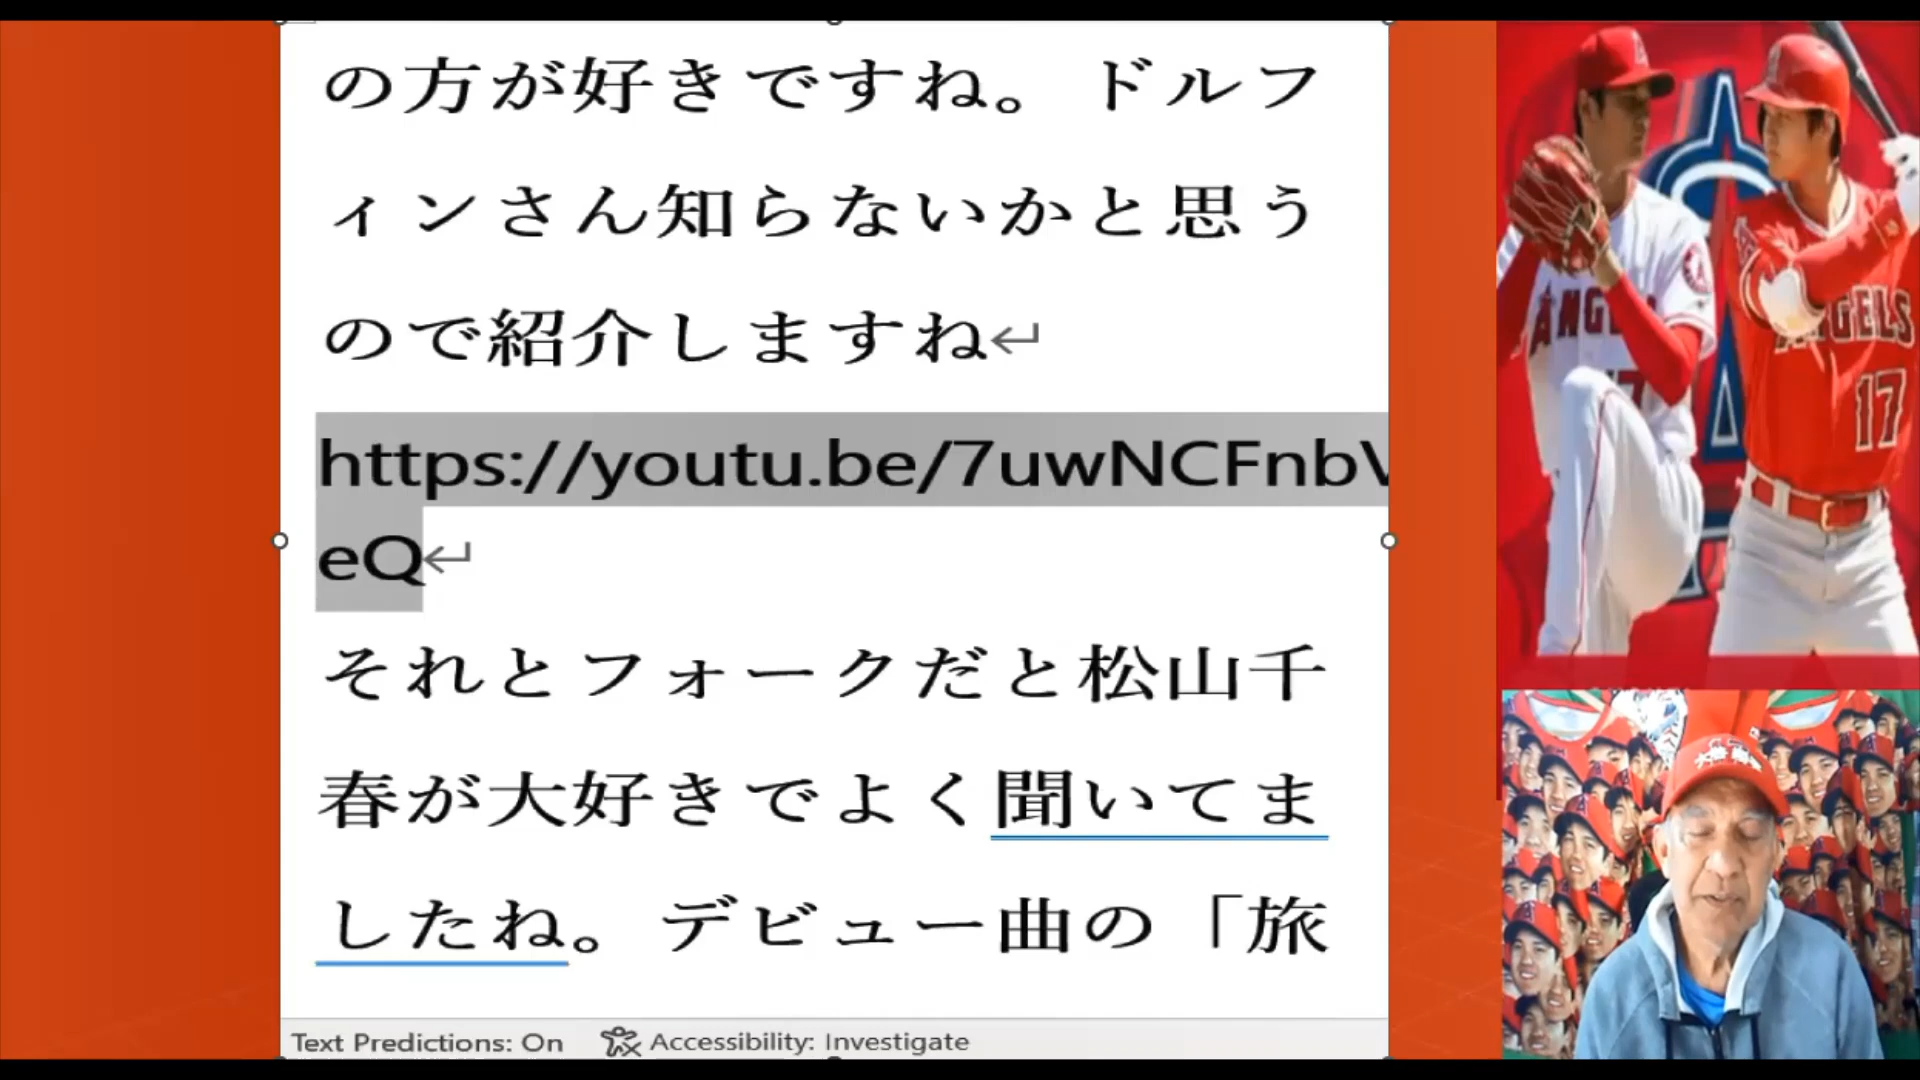 の方が好きですね。ドルフ
ィンさん知らないかと思う
ので紹介しますね↵
https://youtu.be/7uwNCFnbV
eQ↵
それとフォークだと松山千
春が大好きでよく聞いてま
したね。デビュー曲の「旅
Text Predictions: On Accessibility: Investigate
ANGELS
17